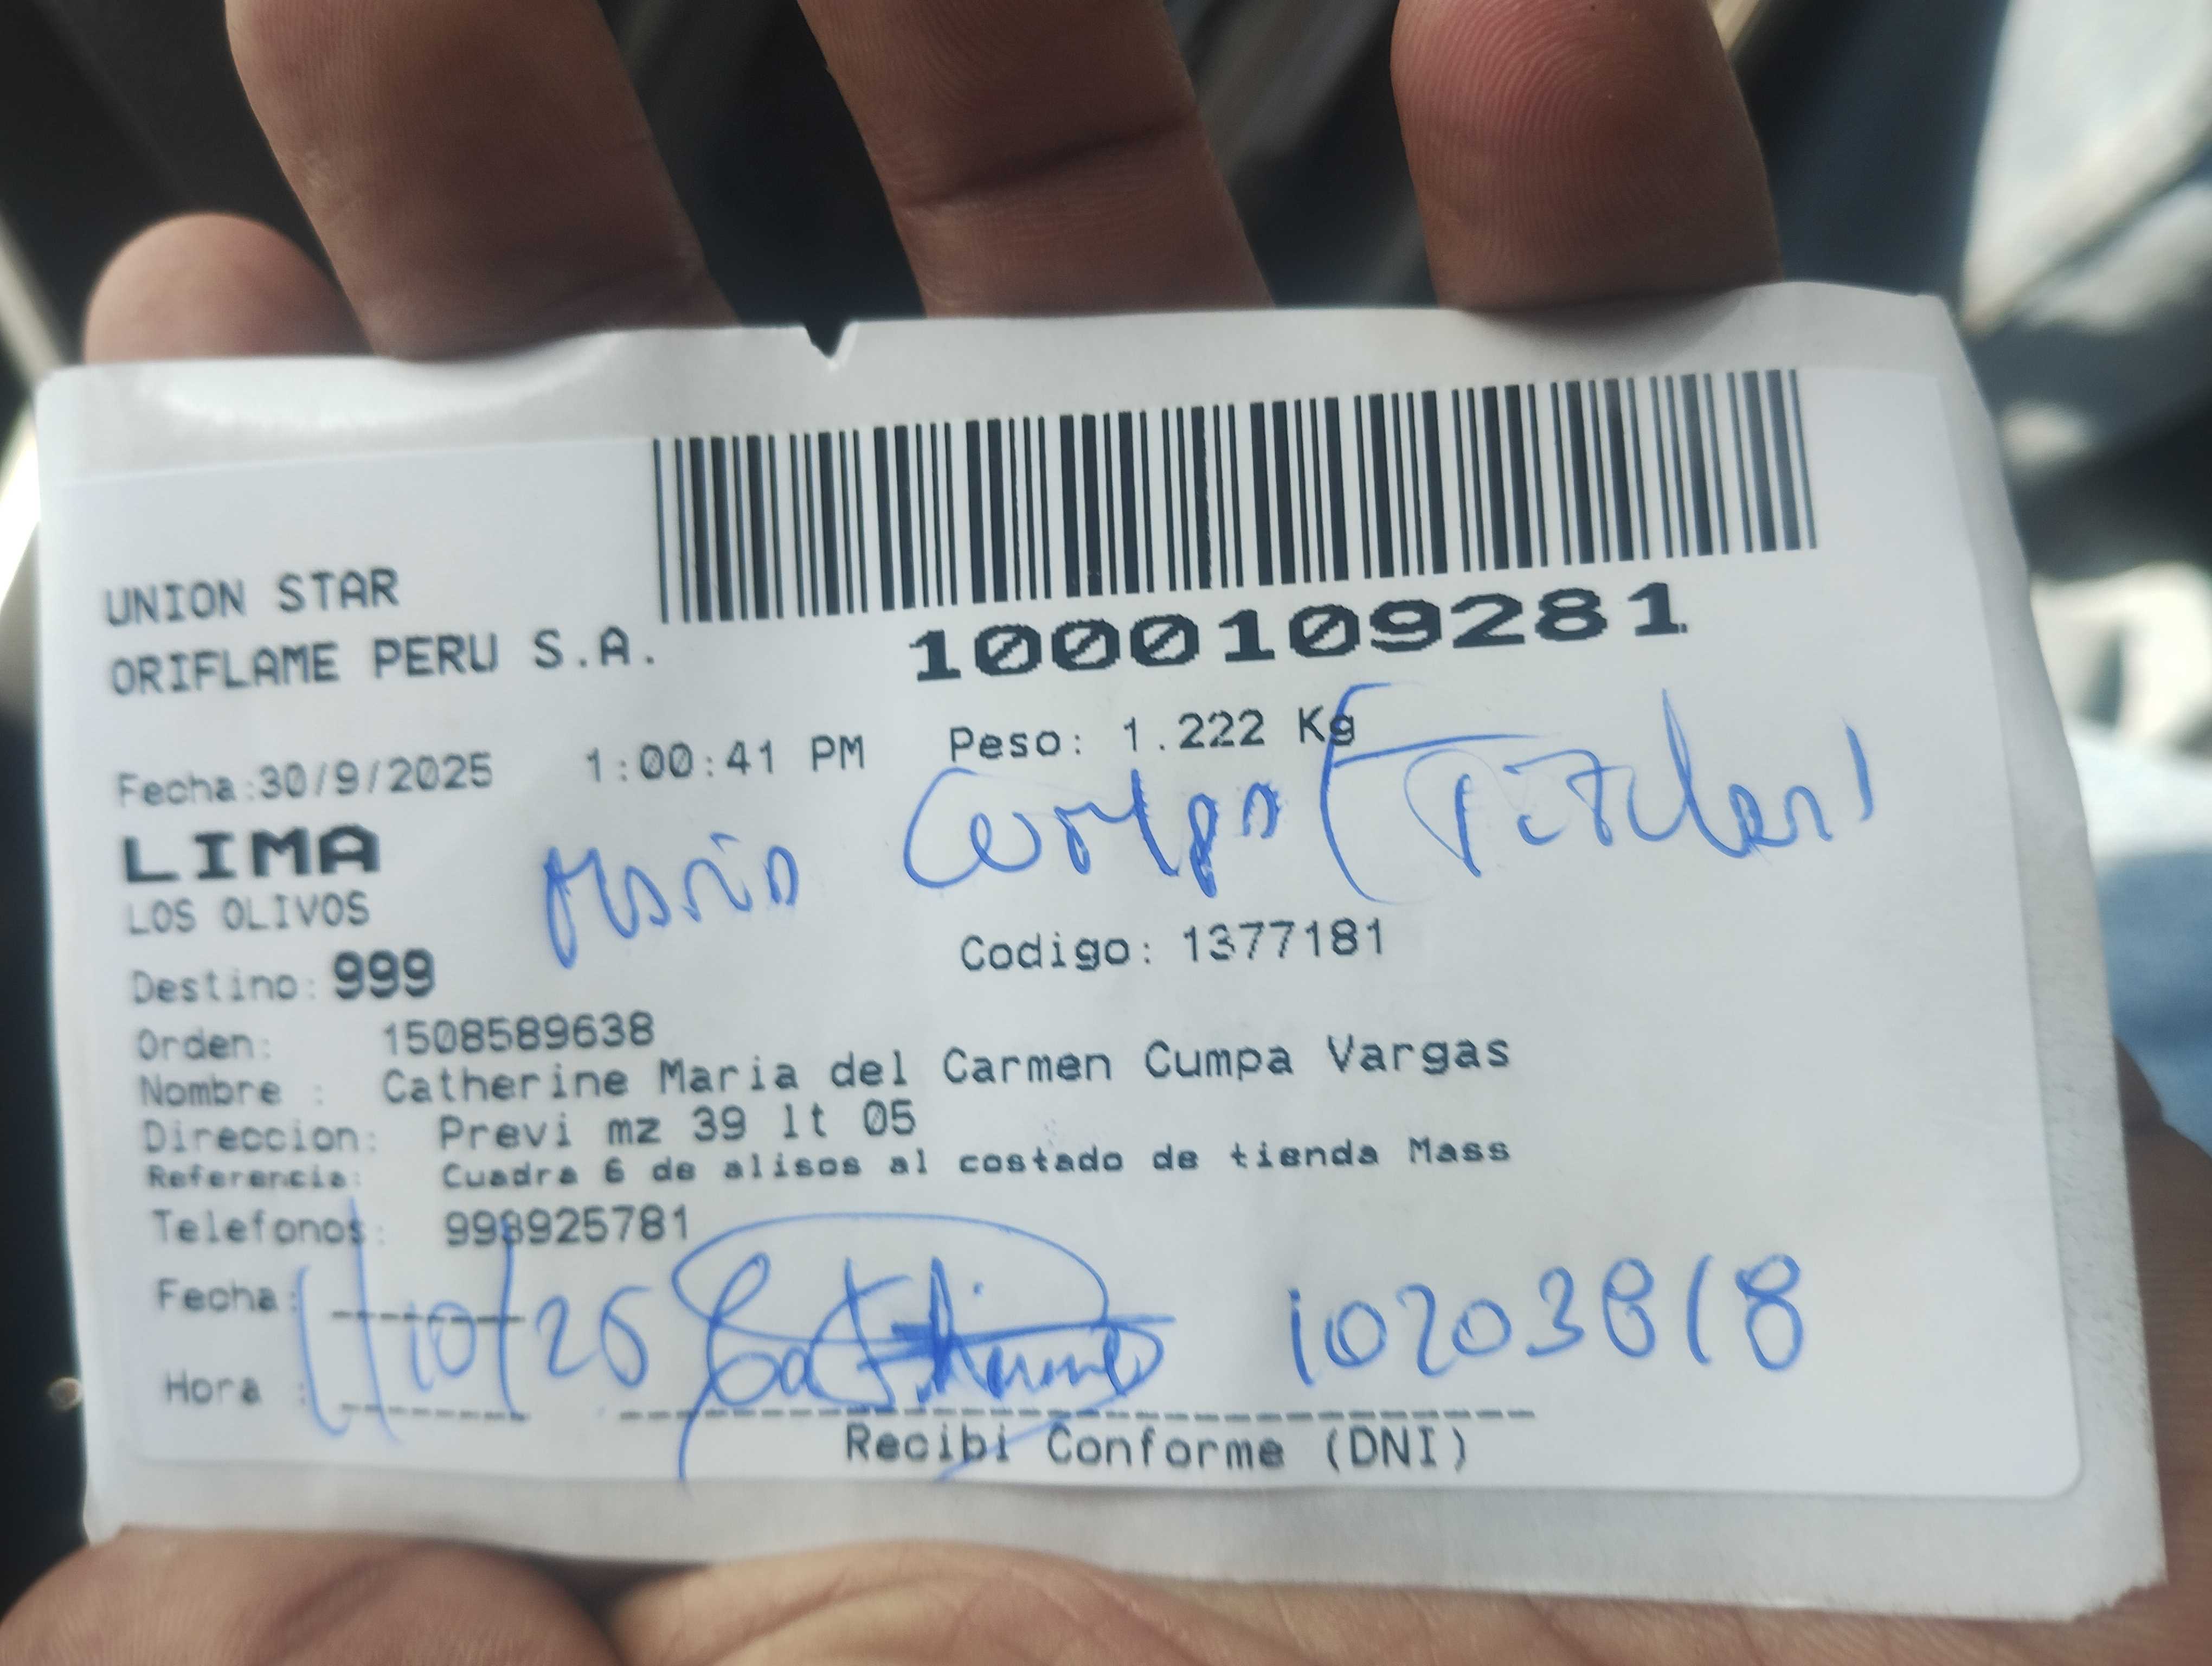 UNION STAR
ORIFLAME PERU S.A.
1000109281
Fecha:30/9/2025 1:00:41 PM Peso: 1.222 Kg
LIMA
LOS OLIVOS
Maria Cumpa (Titular)
Destino: 999
Codigo: 1377181
Orden: 1508589638
Nombre : Catherine Maria del Carmen Cumpa Vargas
Direccion: Previ mz 39 lt 05
Referencia: Cuadra 6 de alisos al costado de tienda Mass
Telefonos: 998925781
Fecha: 1/10/25
10203818
Hora :
Recibi Conforme (DNI)